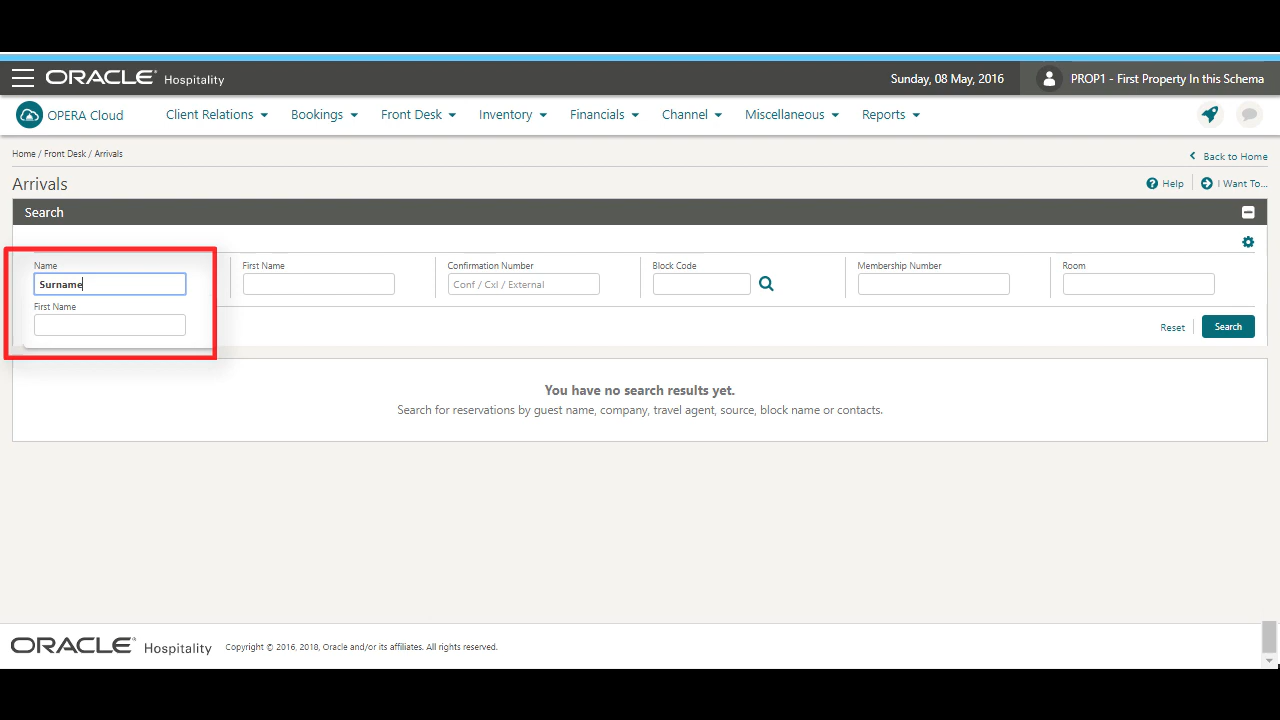 ORACLE® Hospitality
Sunday, 08 May, 2016
PROP1 - First Property In this Schema
OPERA Cloud
Client Relations
Bookings
Front Desk
Inventory
Financials
Channel
Miscellaneous
Reports
Home / Front Desk / Arrivals
Back to Home
Arrivals
Help
I Want To...
Search
Name
Surname
First Name
First Name
Confirmation Number
Conf / Cxl / External
Block Code
Membership Number
Room
Reset
Search
You have no search results yet.
Search for reservations by guest name, company, travel agent, source, block name or contacts.
ORACLE® Hospitality
Copyright © 2016, 2018, Oracle and/or its affiliates. All rights reserved.